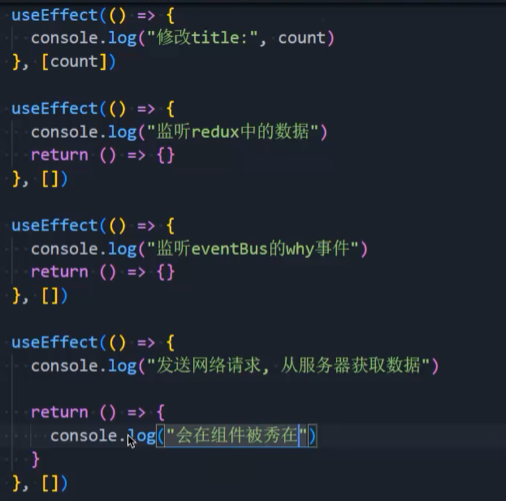 useEffect(() => {
  console.log("修改title:", count)
}, [count])
useEffect(() => {
  console.log("监听redux中的数据")
  return () => {}
}, [])
useEffect(() => {
  console.log("监听eventBus的why事件")
  return () => {}
}, [])
useEffect(() => {
  console.log("发送网络请求, 从服务器获取数据")
  return () => {
    console.log("会在组件被秀在")
  }
}, [])